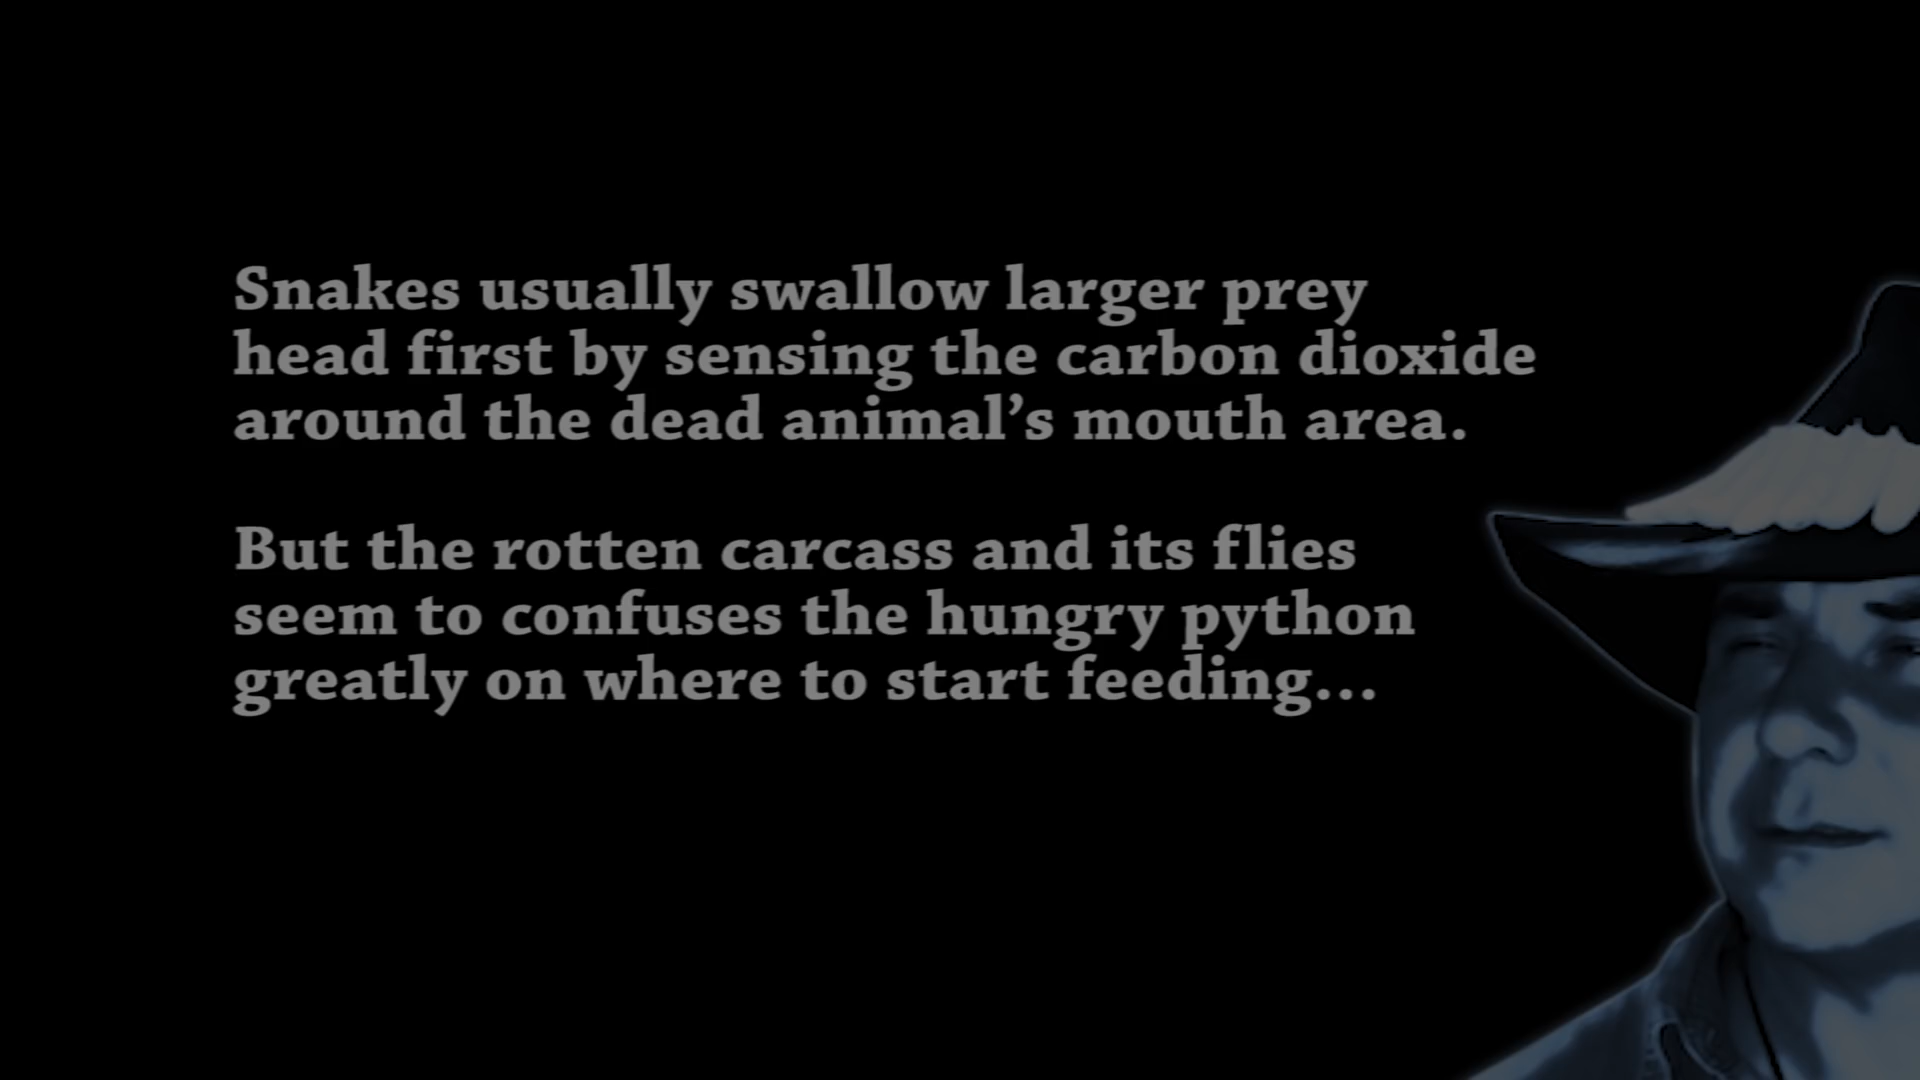 Snakes usually swallow larger prey
head first by sensing the carbon dioxide
around the dead animal’s mouth area.
But the rotten carcass and its flies
seem to confuses the hungry python
greatly on where to start feeding...